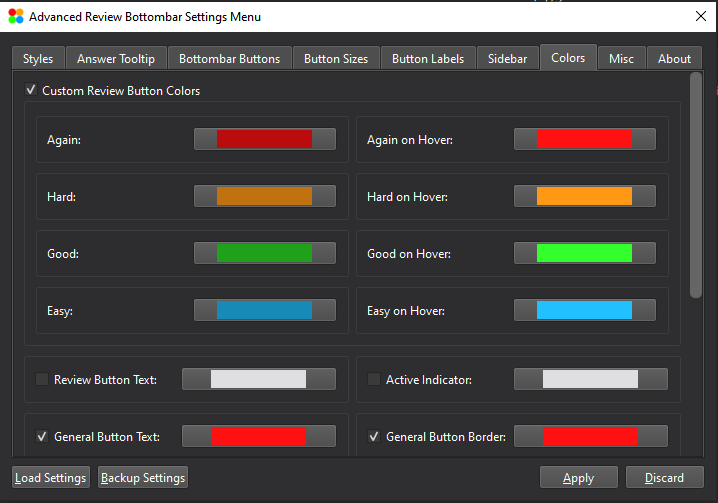 Advanced Review Bottombar Settings Menu
Styles Answer Tooltip Bottombar Buttons Button Sizes Button Labels Sidebar Colors Misc About
Custom Review Button Colors
Again: Again on Hover:
Hard: Hard on Hover:
Good: Good on Hover:
Easy: Easy on Hover:
Review Button Text: Active Indicator:
General Button Text: General Button Border:
Load Settings Backup Settings Apply Discard